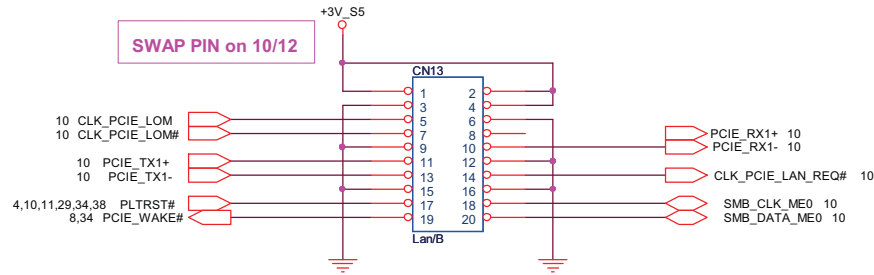 +3V_S5
SWAP PIN on 10/12
CN13
1 2
3 4
10 CLK_PCIE_LOM 5 6
10 CLK_PCIE_LOM# 7 8 PCIE_RX1+ 10
9 10 PCIE_RX1- 10
10 PCIE_TX1+ 11 12
10 PCIE_TX1- 13 14 CLK_PCIE_LAN_REQ# 10
15 16
4,10,11,29,34,38 PLTRST# 17 18 SMB_CLK_ME0 10
8,34 PCIE_WAKE# 19 20 SMB_DATA_ME0 10
Lan/B